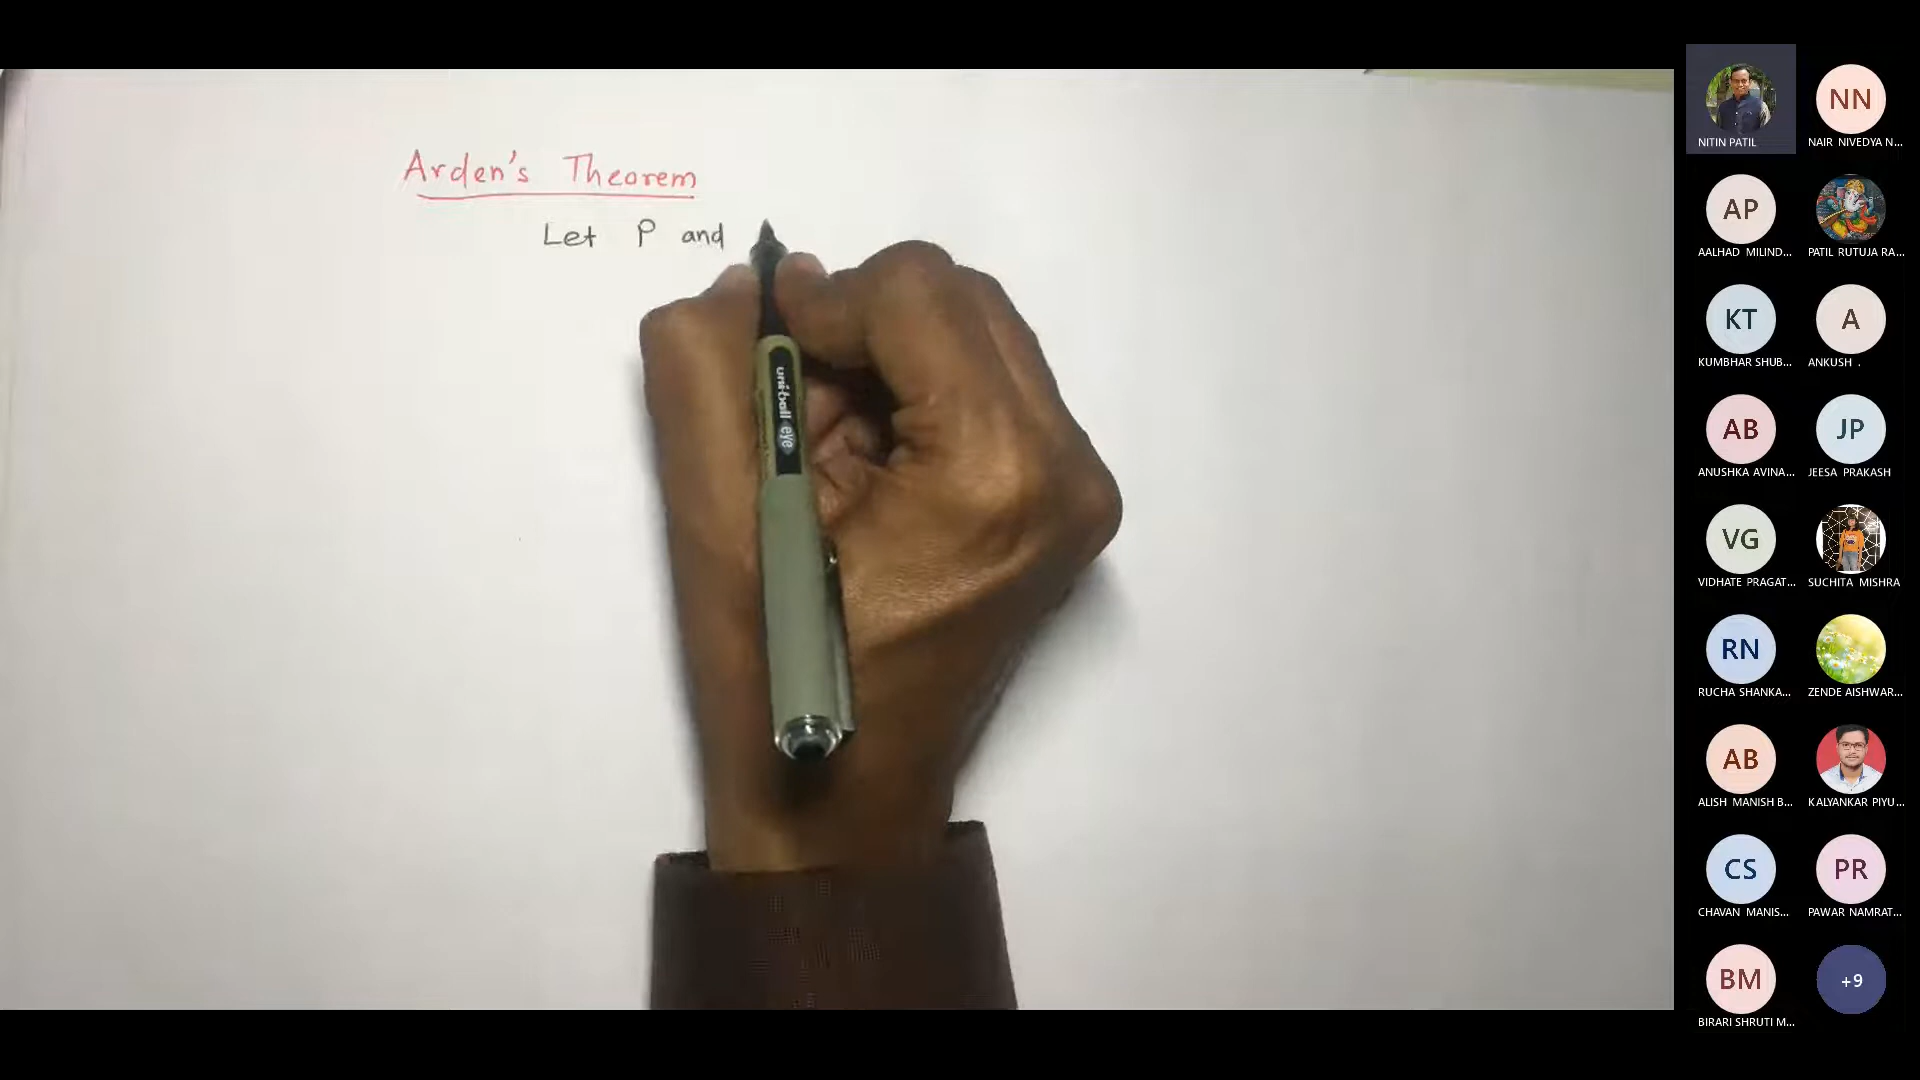 Arden's Theorem
Let P and
uni-ball eye
NITIN PATIL
NN
NAIR NIVEDYA N...
AP
AALHAD MILIND...
PATIL RUTUJA RA...
KT
KUMBHAR SHUB...
A
ANKUSH .
AB
ANUSHKA AVINA...
JP
JEESA PRAKASH
VG
VIDHATE PRAGAT...
SUCHITA MISHRA
RN
RUCHA SHANKA...
ZENDE AISHWAR...
AB
ALISH MANISH B...
KALYANKAR PIYU...
CS
CHAVAN MANIS...
PR
PAWAR NAMRAT...
BM
BIRARI SHRUTI M...
+9